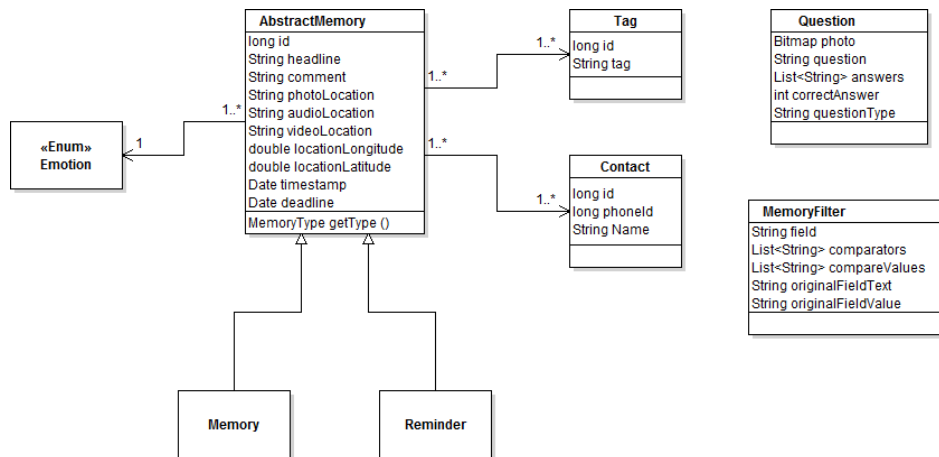 AbstractMemory
long id
String headline
String comment
String photoLocation
String audioLocation
String videoLocation
double locationLongitude
double locationLatitude
Date timestamp
Date deadline
MemoryType getType ()
1..*
1
«Enum»
Emotion
1..*
1..*
Tag
long id
String tag
1..*
1..*
Contact
long id
long phoneId
String Name
Question
Bitmap photo
String question
List<String> answers
int correctAnswer
String questionType
MemoryFilter
String field
List<String> comparators
List<String> compareValues
String originalFieldText
String originalFieldValue
Memory
Reminder